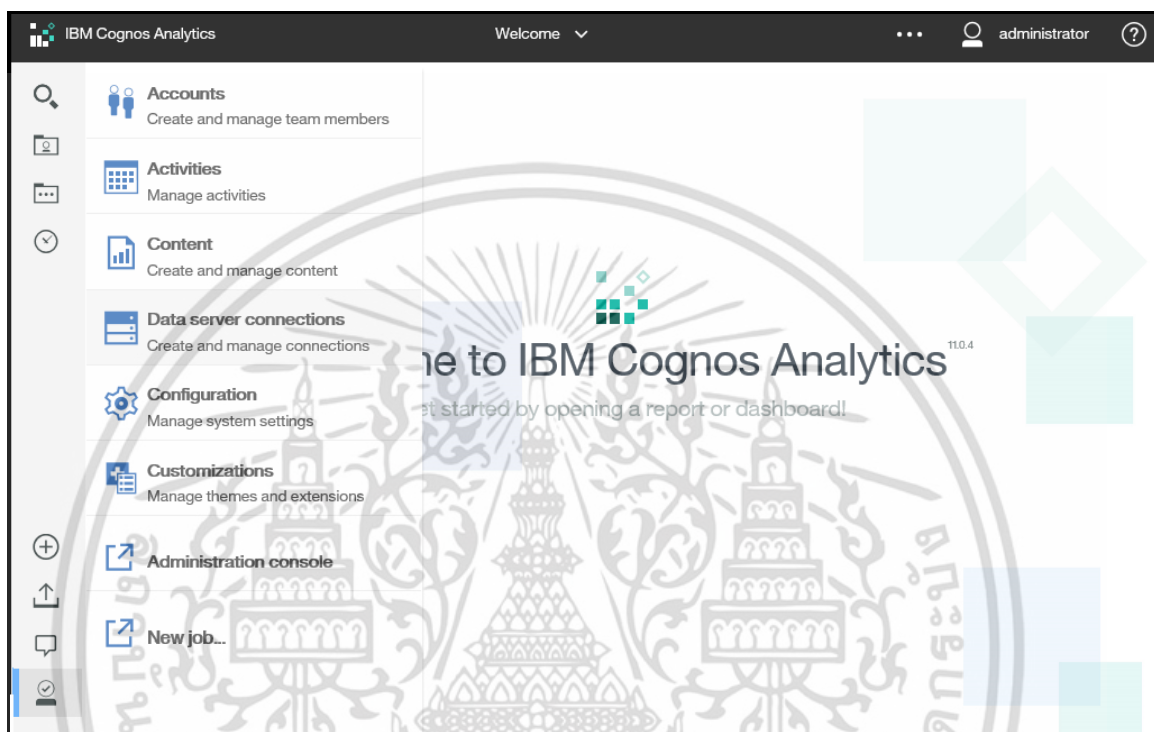 IBM Cognos Analytics
Welcome
administrator
?
Accounts
Create and manage team members
Activities
Manage activities
Content
Create and manage content
Data server connections
Create and manage connections
Configuration
Manage system settings
Customizations
Manage themes and extensions
Administration console
New job...
ne to IBM Cognos Analytics 11.0.4
et started by opening a report or dashboard!